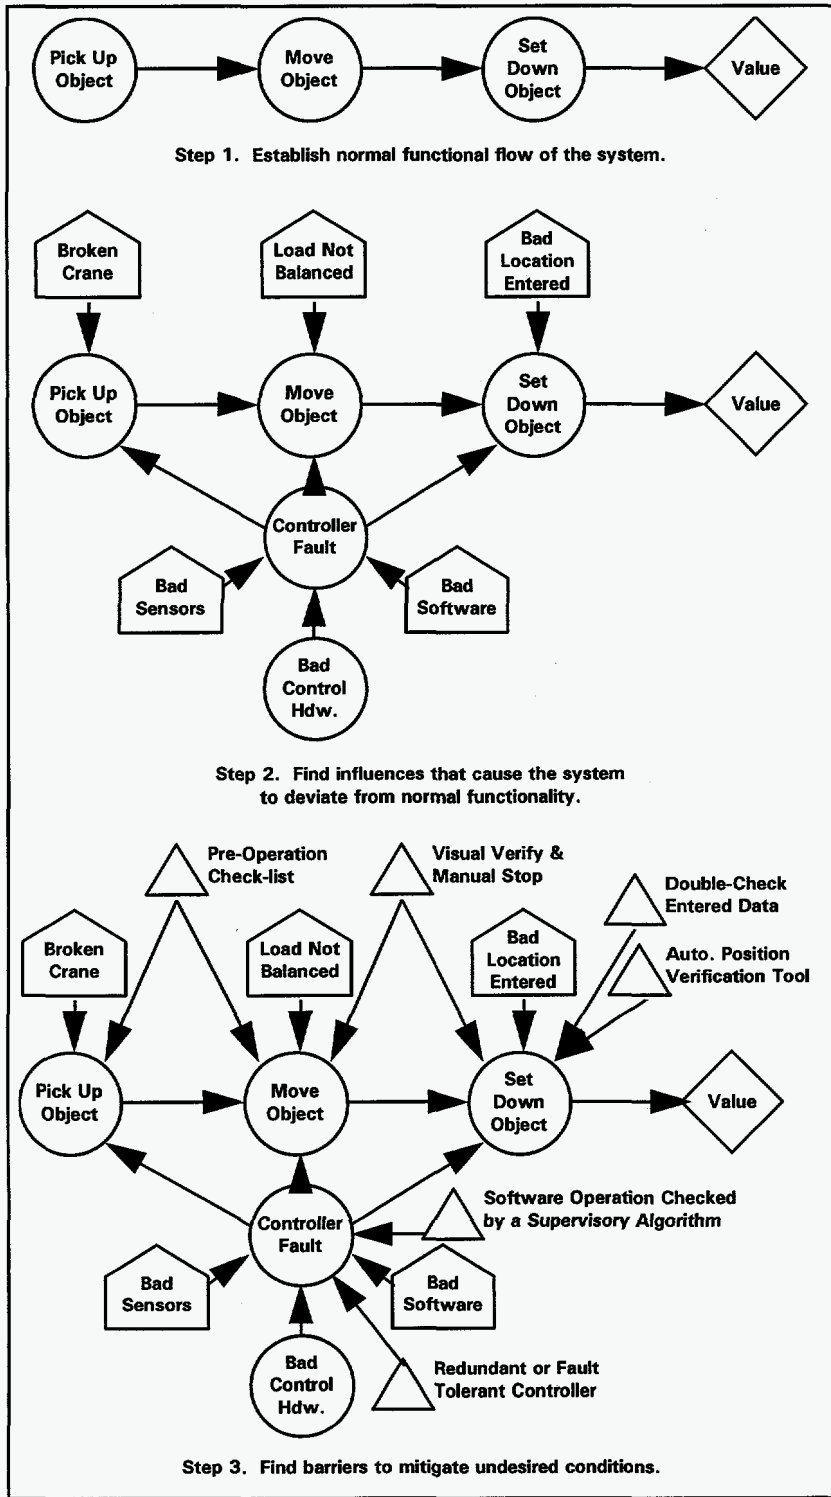 Pick Up
Object
Move
Object
Set
Down
Object
Value
Step 1. Establish normal functional flow of the system.
Broken
Crane
Load Not
Balanced
Bad
Location
Entered
Pick Up
Object
Move
Object
Set
Down
Object
Value
Controller
Fault
Bad
Sensors
Bad
Software
Bad
Control
Hdw.
Step 2. Find influences that cause the system
to deviate from normal functionality.
Pre-Operation
Check-list
Visual Verify &
Manual Stop
Double-Check
Entered Data
Broken
Crane
Load Not
Balanced
Bad
Location
Entered
Auto. Position
Verification Tool
Pick Up
Object
Move
Object
Set
Down
Object
Value
Controller
Fault
Software Operation Checked
by a Supervisory Algorithm
Bad
Sensors
Bad
Software
Bad
Control
Hdw.
Redundant or Fault
Tolerant Controller
Step 3. Find barriers to mitigate undesired conditions.